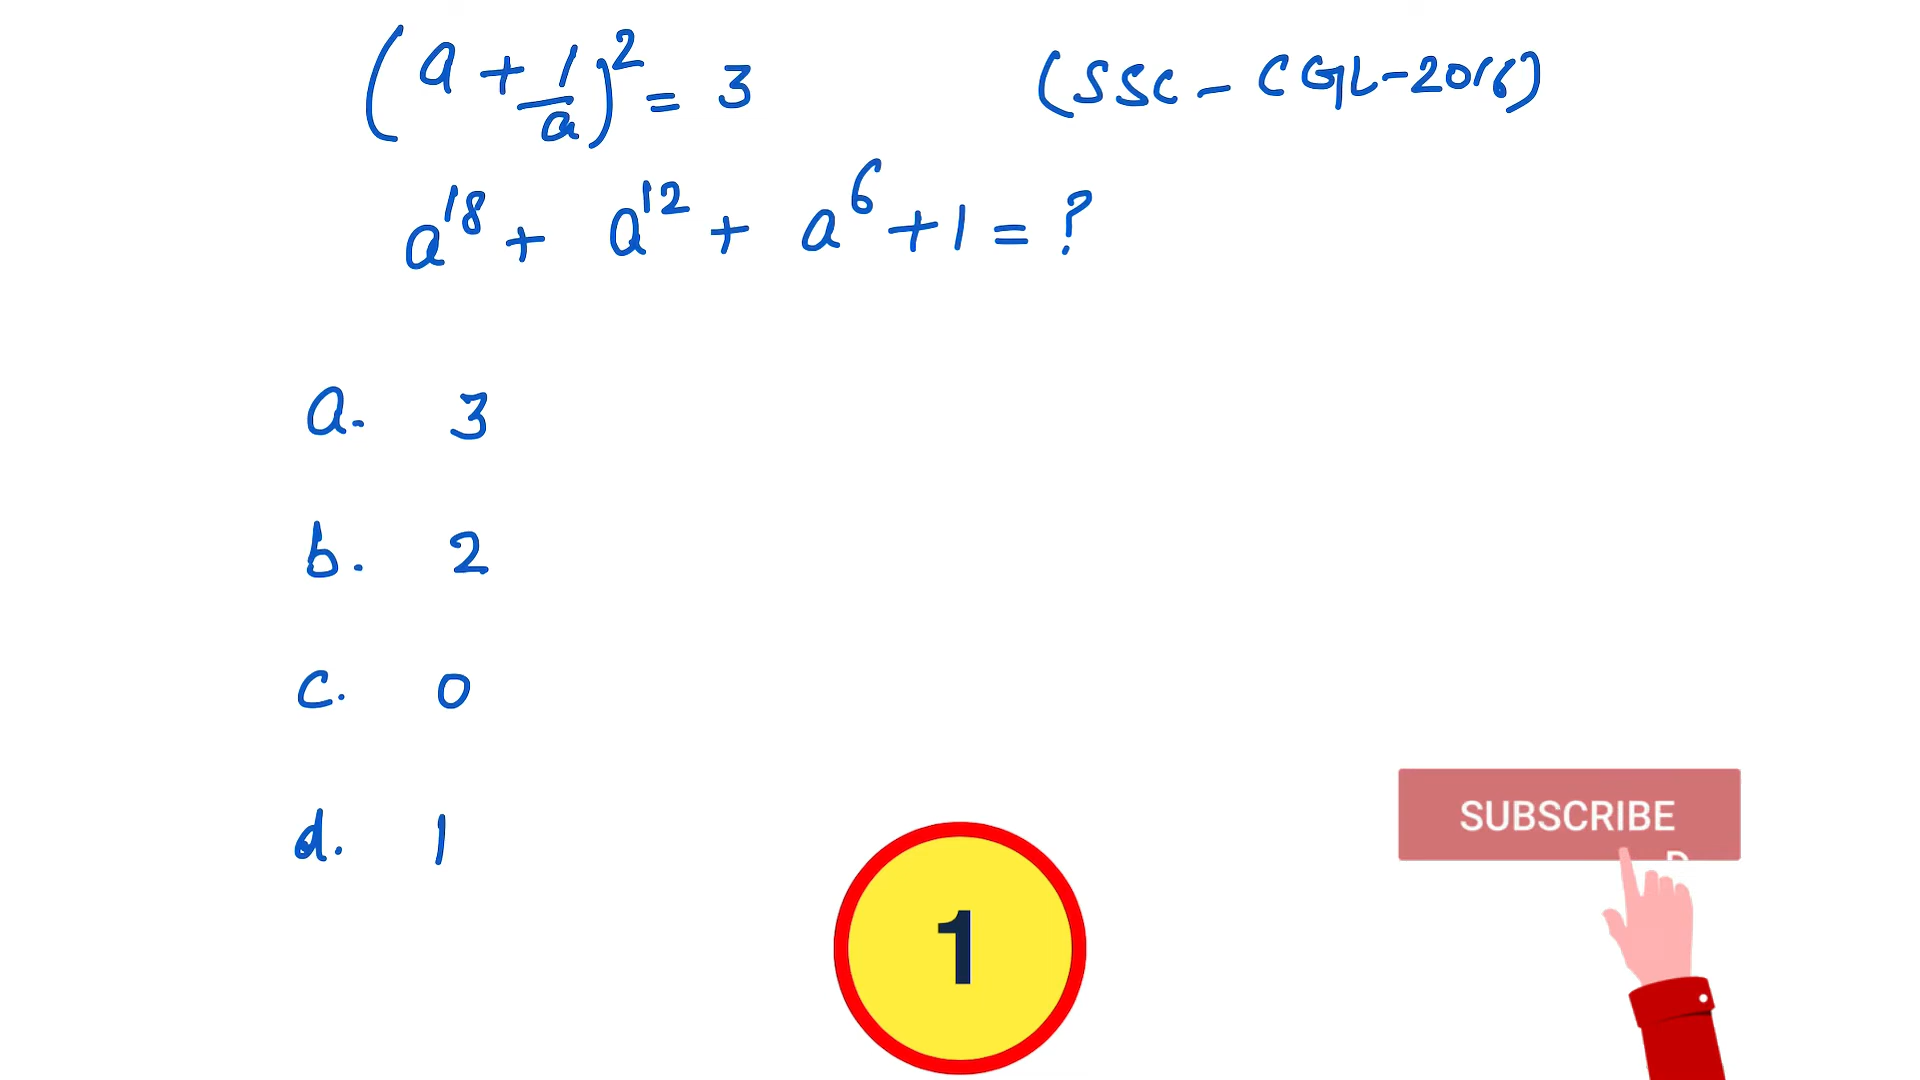 (a + 1/a)² = 3 (SSC - CGL-2016)
a¹⁸ + a¹² + a⁶ + 1 = ?
a. 3
b. 2
c. 0
d. 1
SUBSCRIBE
1